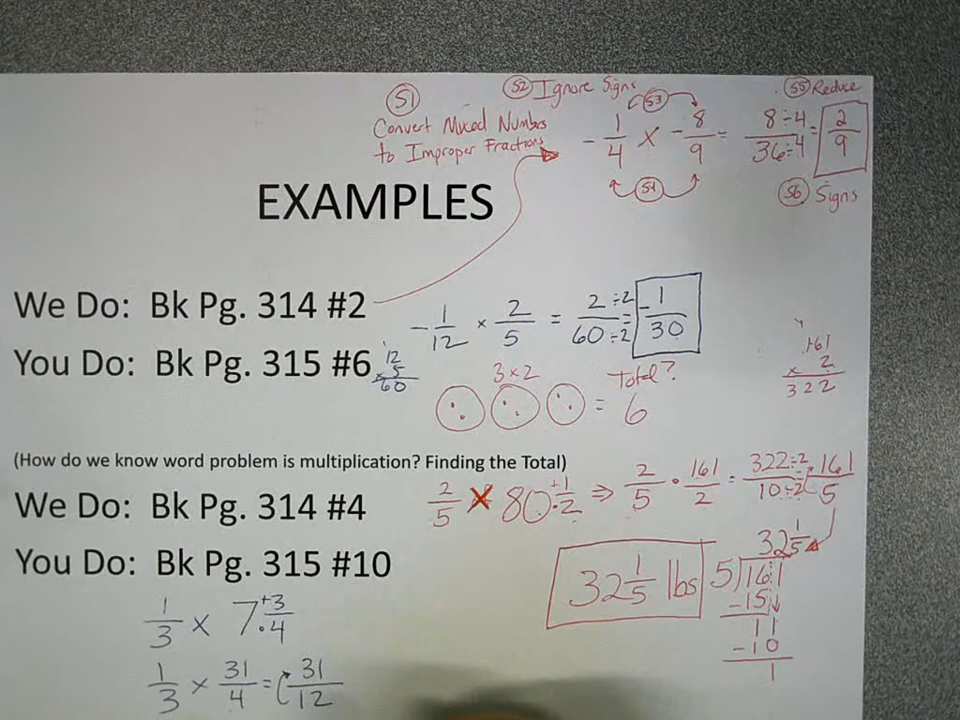 S1
Convert Mixed Numbers
to Improper Fractions
S2 Ignore Signs
S3
- 1/4 × - 8/9 = 8÷4/36÷4 = 2/9
S4
S5 Reduce
S6 Signs
EXAMPLES
We Do: Bk Pg. 314 #2
- 1/12 × 2/5 = 2÷2/60÷2 = - 1/30
You Do: Bk Pg. 315 #6
12
× 5
60
3 × 2
Total?
= 6
161
× 2
322
(How do we know word problem is multiplication? Finding the Total)
We Do: Bk Pg. 314 #4
2/5 × 80 +1/·2 ⇒ 2/5 · 161/2 = 322÷2/10÷2 = 161/5
You Do: Bk Pg. 315 #10
32 1/5 lbs
32 1/5
5)161
-15
11
-10
1
1/3 × 7 +3/·4
1/3 × 31/4 = 31/12